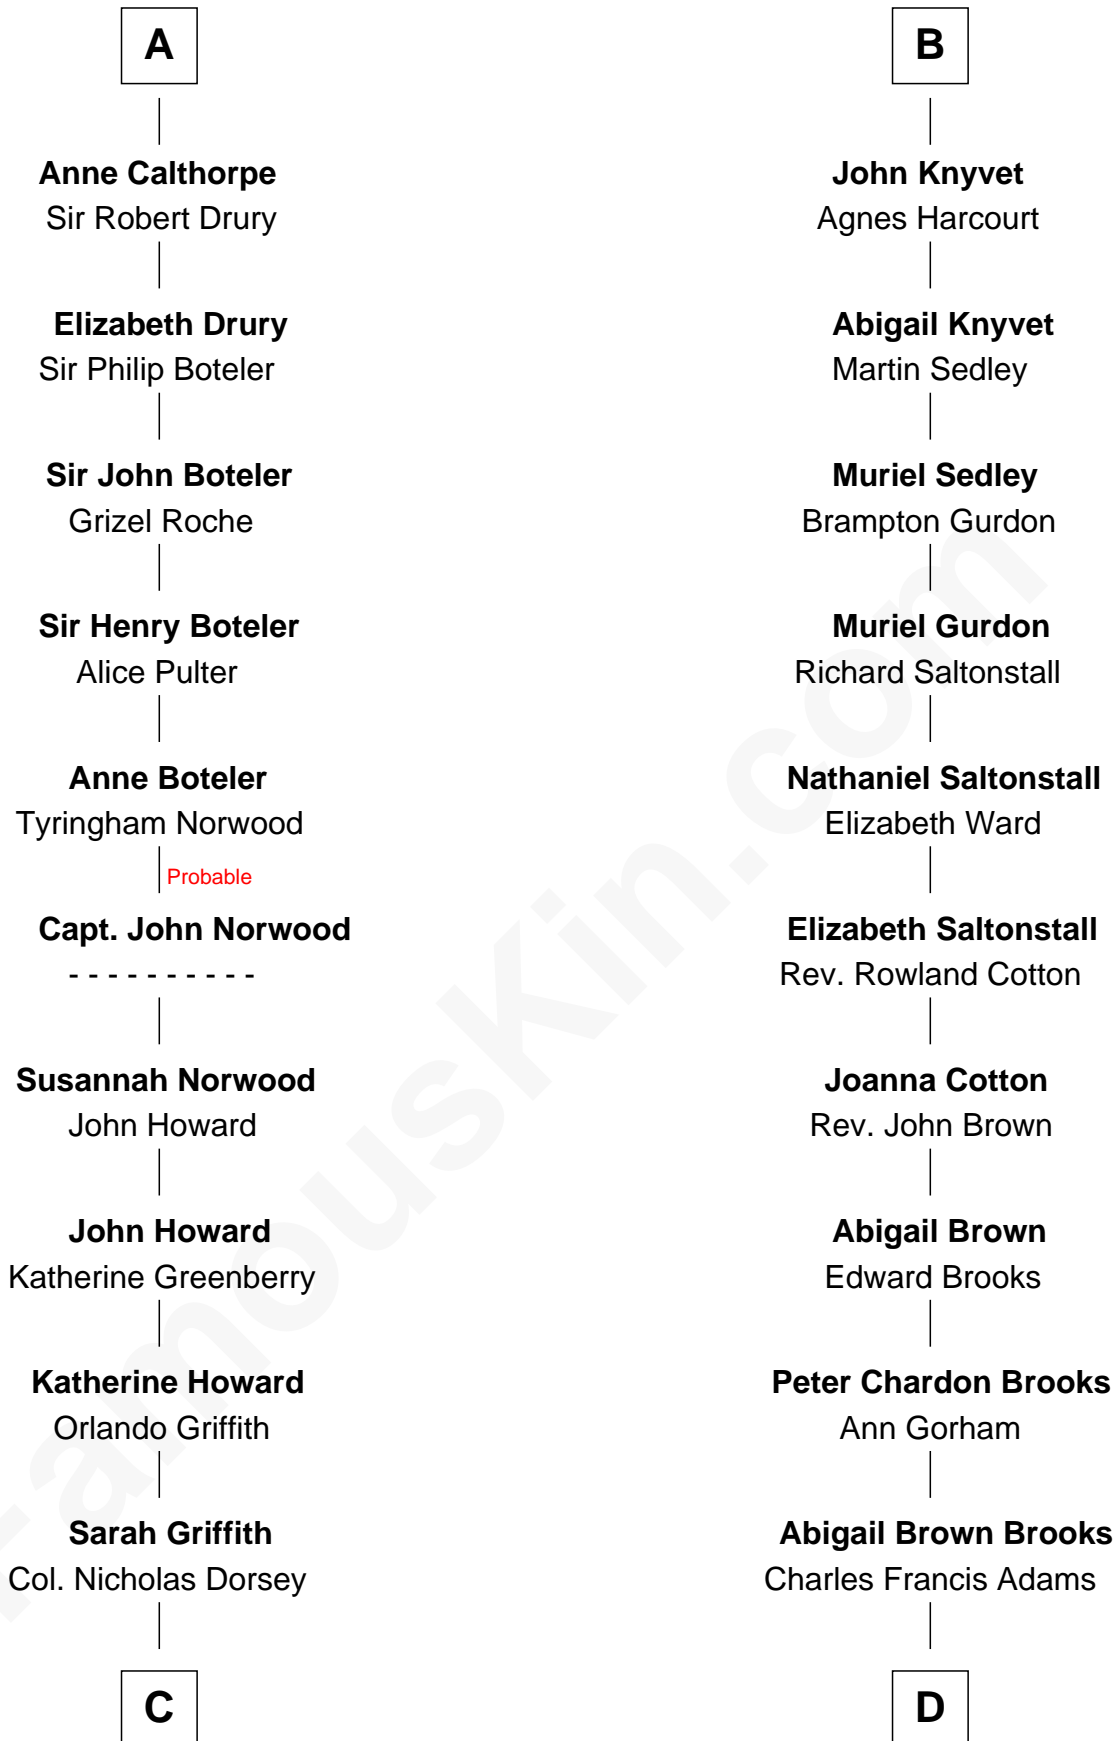 A
Anne Calthorpe
Sir Robert Drury
Elizabeth Drury
Sir Philip Boteler
Sir John Boteler
Grizel Roche
Sir Henry Boteler
Alice Pulter
Anne Boteler
Tyringham Norwood
Probable
Capt. John Norwood
- - - - - - - - - -
Susannah Norwood
John Howard
John Howard
Katherine Greenberry
Katherine Howard
Orlando Griffith
Sarah Griffith
Col. Nicholas Dorsey
C
B
John Knyvet
Agnes Harcourt
Abigail Knyvet
Martin Sedley
Muriel Sedley
Brampton Gurdon
Muriel Gurdon
Richard Saltonstall
Nathaniel Saltonstall
Elizabeth Ward
Elizabeth Saltonstall
Rev. Rowland Cotton
Joanna Cotton
Rev. John Brown
Abigail Brown
Edward Brooks
Peter Chardon Brooks
Ann Gorham
Abigail Brown Brooks
Charles Francis Adams
D
FamousKin.com